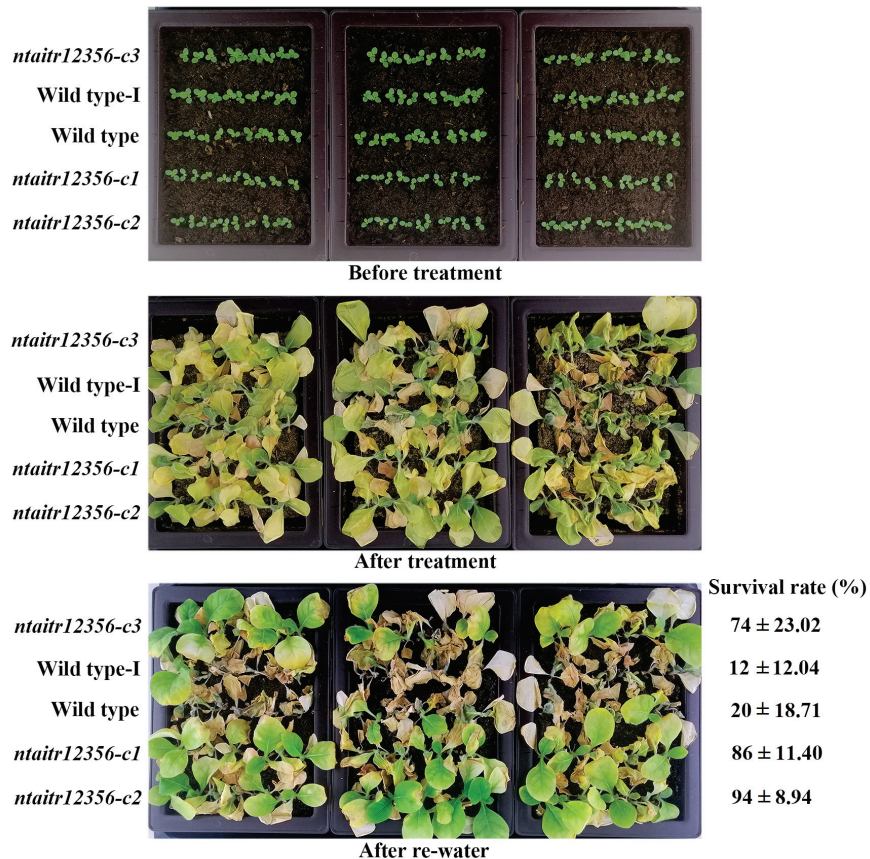 ntaitr12356-c3
Wild type-I
Wild type
ntaitr12356-c1
ntaitr12356-c2
Before treatment
ntaitr12356-c3
Wild type-I
Wild type
ntaitr12356-c1
ntaitr12356-c2
After treatment
Survival rate (%)
ntaitr12356-c3 74 ± 23.02
Wild type-I 12 ± 12.04
Wild type 20 ± 18.71
ntaitr12356-c1 86 ± 11.40
ntaitr12356-c2 94 ± 8.94
After re-water